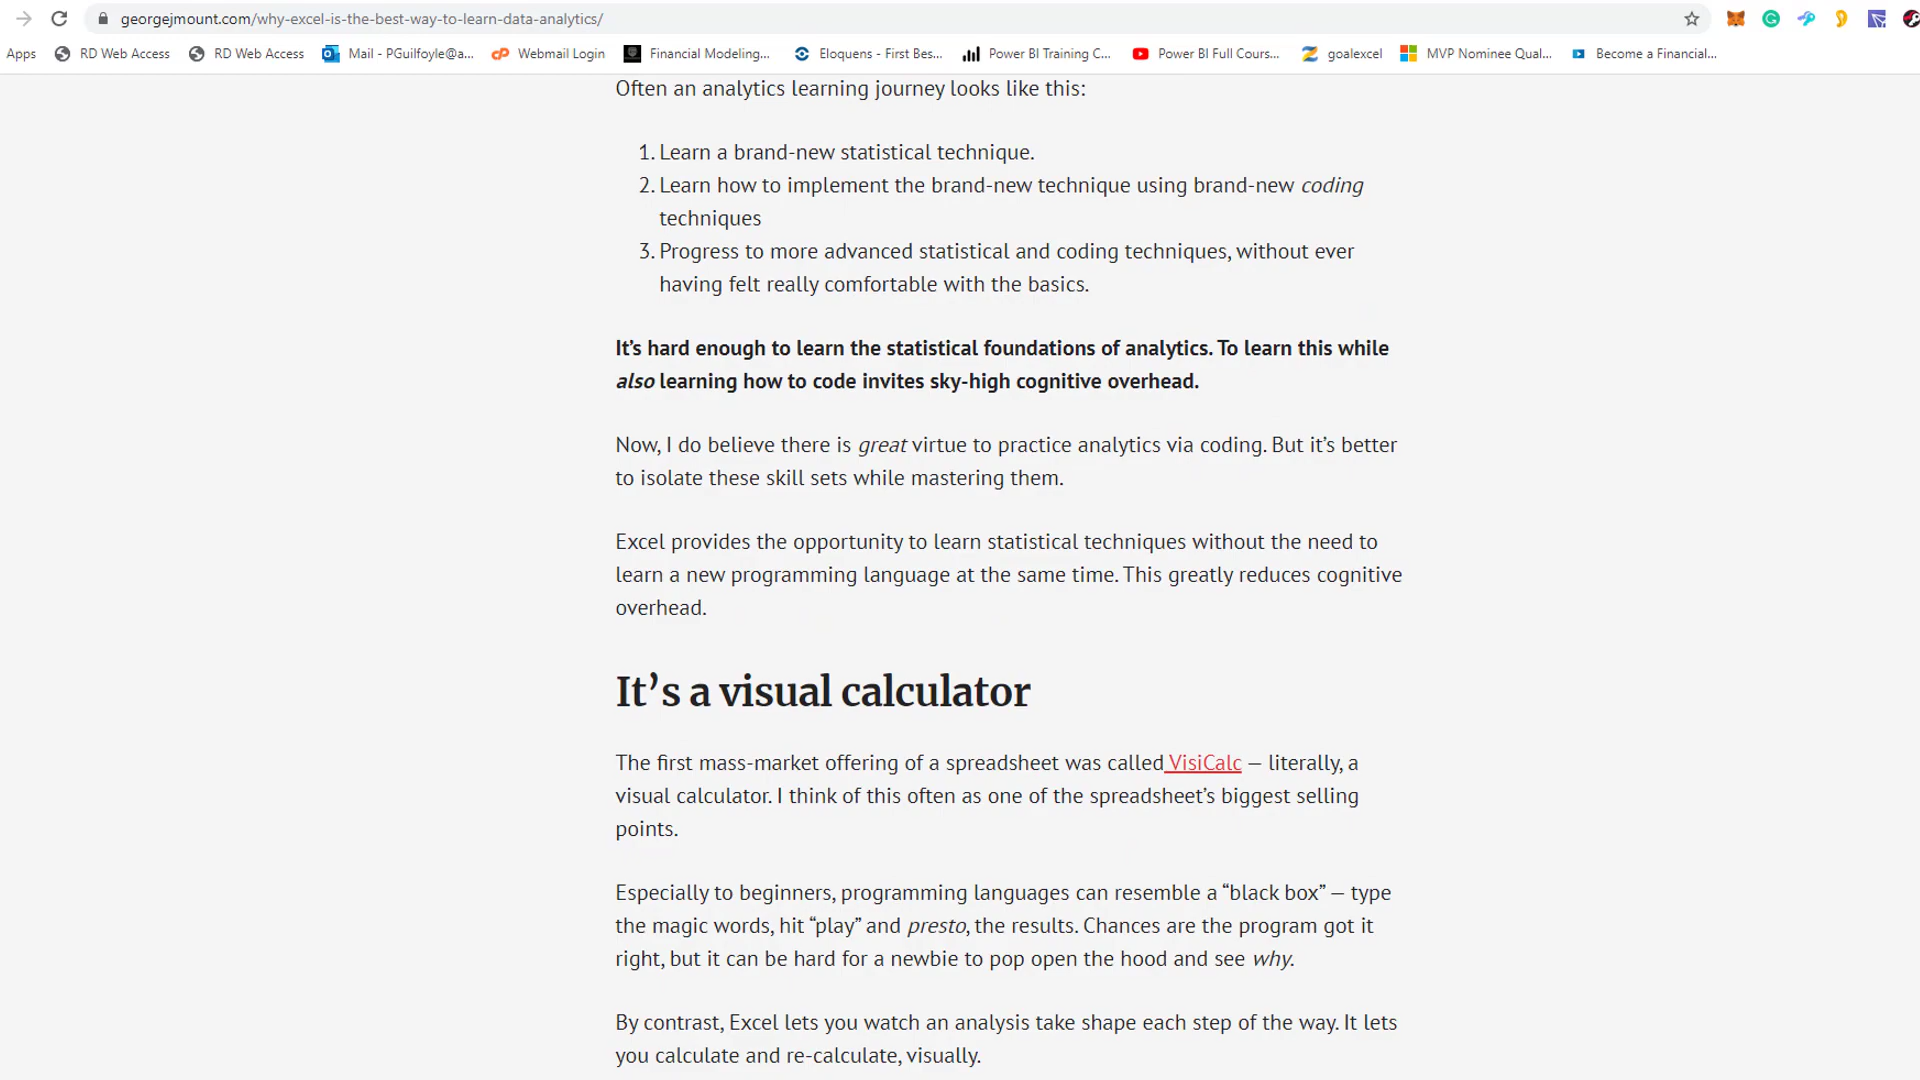 georgejmount.com/why-excel-is-the-best-way-to-learn-data-analytics/
Apps RD Web Access RD Web Access Mail - PGuilfoyle@a... Webmail Login Financial Modeling... Eloquens - First Bes... Power BI Training C... Power BI Full Cours... goalexcel MVP Nominee Qual... Become a Financial...
Often an analytics learning journey looks like this:
1. Learn a brand-new statistical technique.
2. Learn how to implement the brand-new technique using brand-new coding
techniques
3. Progress to more advanced statistical and coding techniques, without ever
having felt really comfortable with the basics.
It’s hard enough to learn the statistical foundations of analytics. To learn this while
also learning how to code invites sky-high cognitive overhead.
Now, I do believe there is great virtue to practice analytics via coding. But it’s better
to isolate these skill sets while mastering them.
Excel provides the opportunity to learn statistical techniques without the need to
learn a new programming language at the same time. This greatly reduces cognitive
overhead.
It’s a visual calculator
The first mass-market offering of a spreadsheet was called VisiCalc — literally, a
visual calculator. I think of this often as one of the spreadsheet’s biggest selling
points.
Especially to beginners, programming languages can resemble a “black box” — type
the magic words, hit “play” and presto, the results. Chances are the program got it
right, but it can be hard for a newbie to pop open the hood and see why.
By contrast, Excel lets you watch an analysis take shape each step of the way. It lets
you calculate and re-calculate, visually.